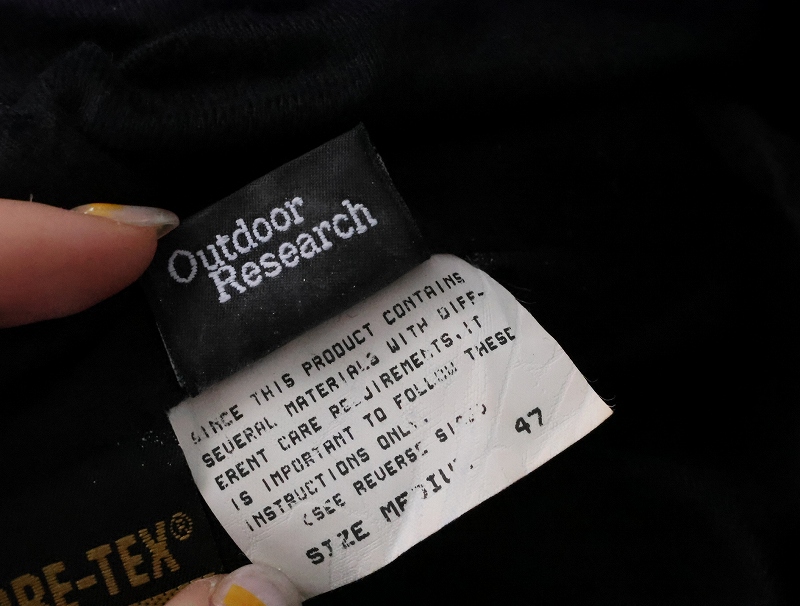 Outdoor
Research
SINCE THIS PRODUCT CONTAINS
SEVERAL MATERIALS WITH DIFF-
ERENT CARE REQUIREMENTS, IT
IS IMPORTANT TO FOLLOW THESE
INSTRUCTIONS ONLY.
(SEE REVERSE SIDE)
47
SIZE MEDIUM
RE-TEX®